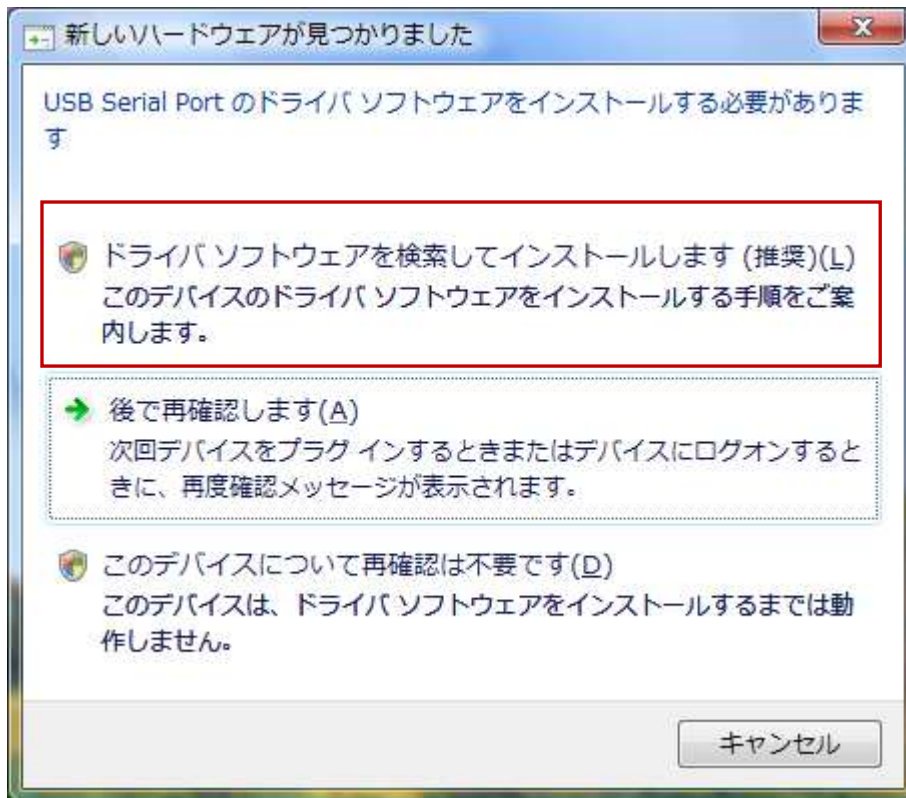 新しいハードウェアが見つかりました
USB Serial Port のドライバ ソフトウェアをインストールする必要がありま
す
ドライバ ソフトウェアを検索してインストールします (推奨)(L)
このデバイスのドライバ ソフトウェアをインストールする手順をご案
内します。
後で再確認します(A)
次回デバイスをプラグ インするときまたはデバイスにログオンすると
きに、再度確認メッセージが表示されます。
このデバイスについて再確認は不要です(D)
このデバイスは、ドライバ ソフトウェアをインストールするまでは動
作しません。
キャンセル